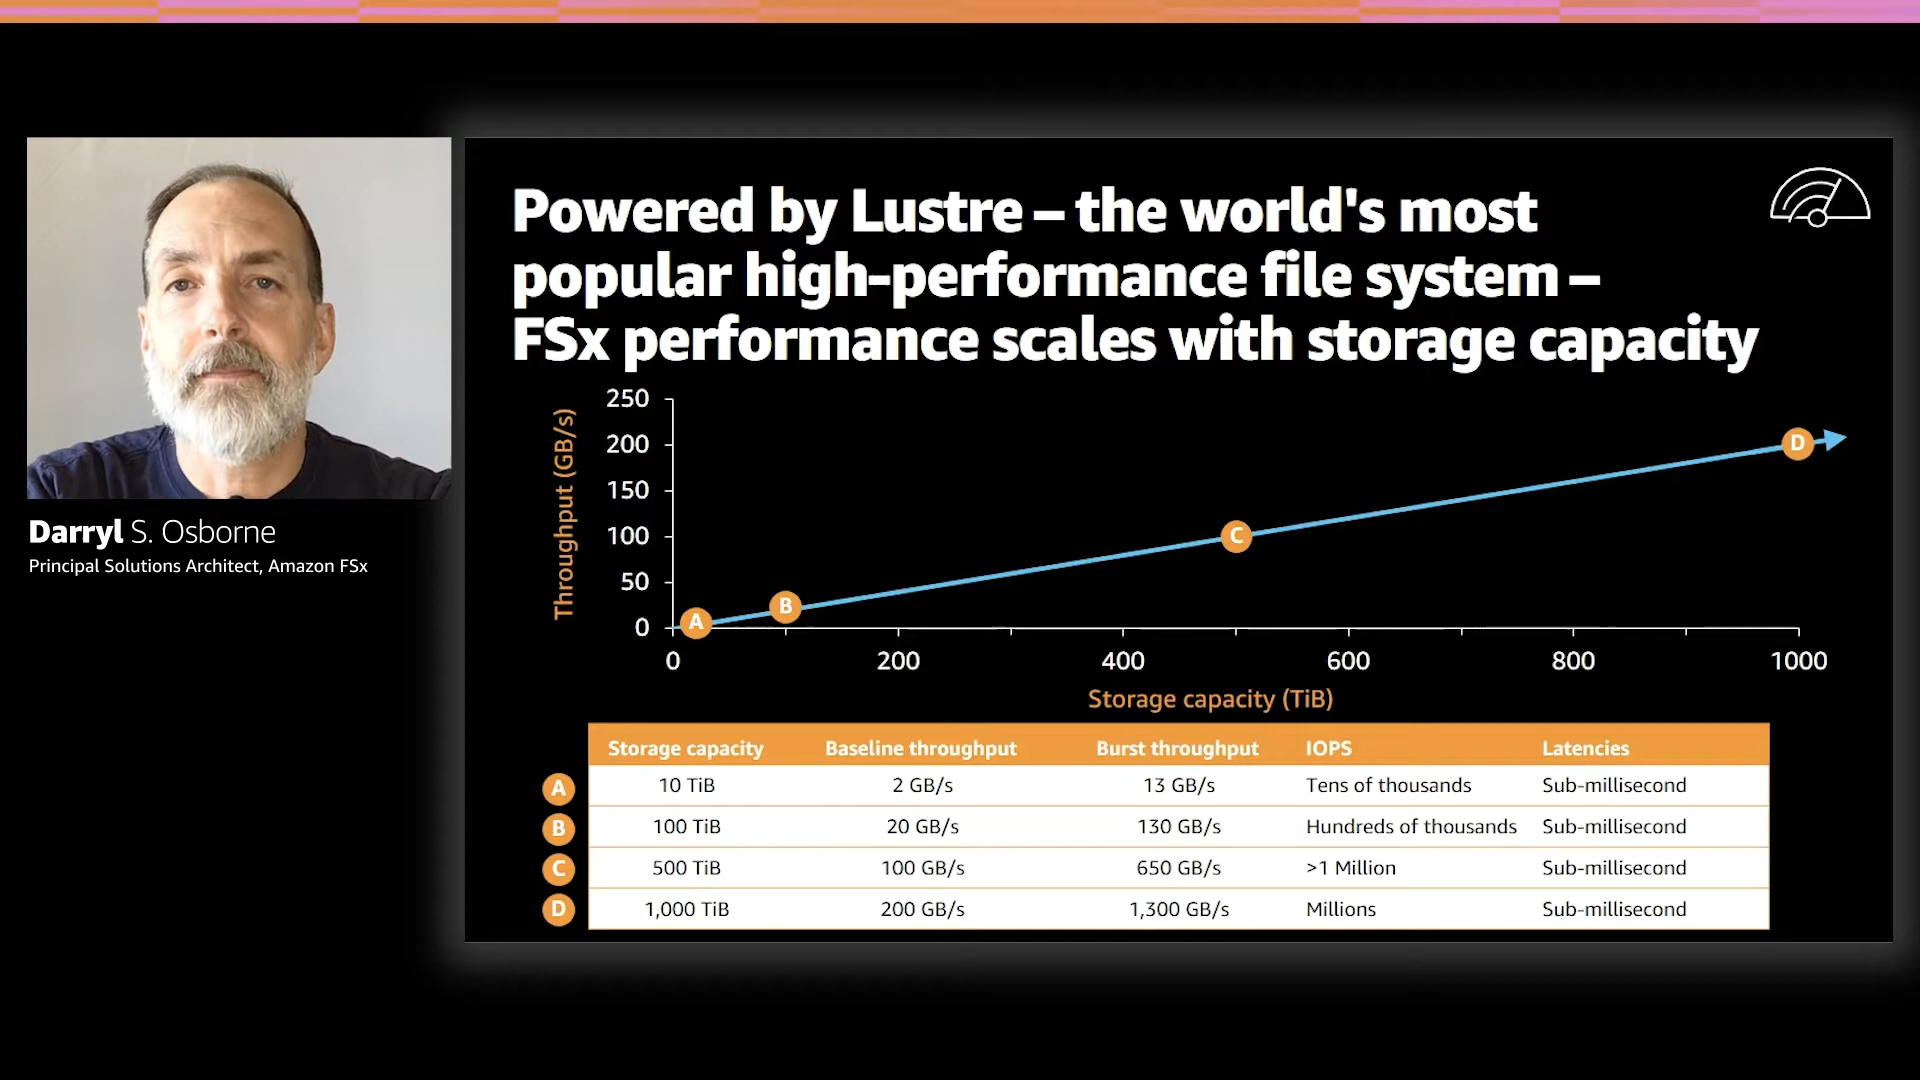 Powered by Lustre – the world's most
popular high-performance file system –
FSx performance scales with storage capacity
Darryl S. Osborne
Principal Solutions Architect, Amazon FSx
Throughput (GB/s)
250
200
150
100
50
0
A
B
C
D
0 200 400 600 800 1000
Storage capacity (TiB)
Storage capacity Baseline throughput Burst throughput IOPS Latencies
A 10 TiB 2 GB/s 13 GB/s Tens of thousands Sub-millisecond
B 100 TiB 20 GB/s 130 GB/s Hundreds of thousands Sub-millisecond
C 500 TiB 100 GB/s 650 GB/s >1 Million Sub-millisecond
D 1,000 TiB 200 GB/s 1,300 GB/s Millions Sub-millisecond